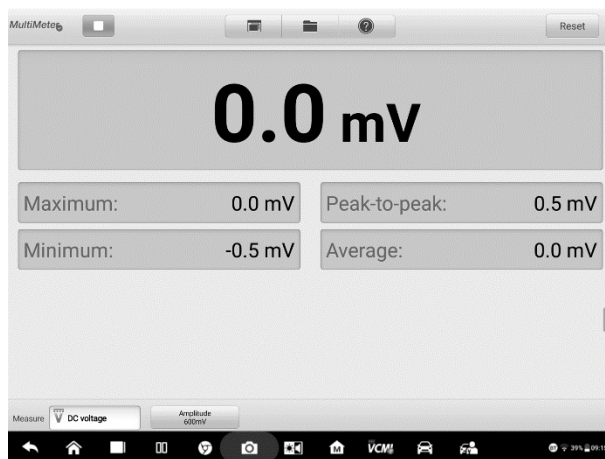 MultiMeter
Reset
0.0 mV
Maximum: 0.0 mV
Peak-to-peak: 0.5 mV
Minimum: -0.5 mV
Average: 0.0 mV
Measure
DC voltage
Amplitude
600mV
M
VCMI
39%